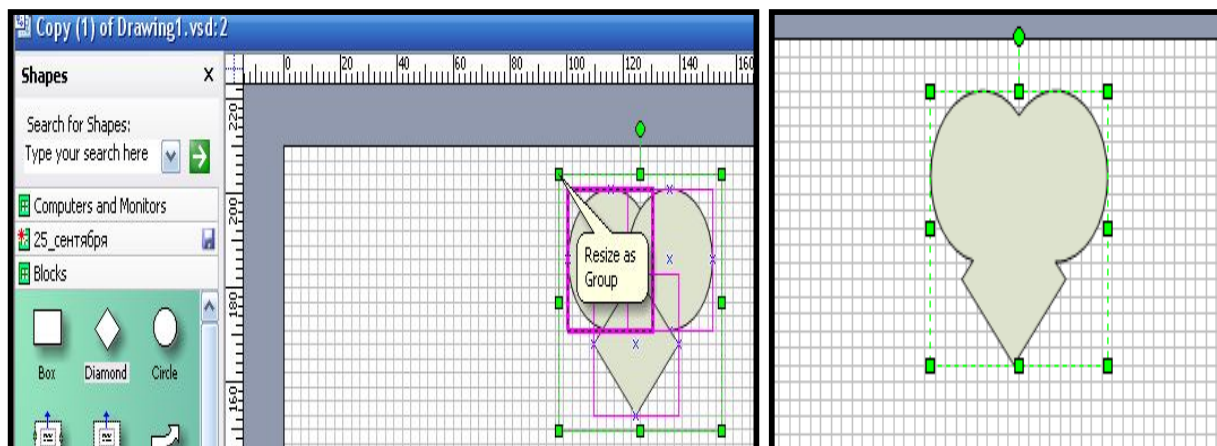 Copy (1) of Drawing1.vsd:2
Shapes X
0 20 40 60 80 100 120 140 160
Search for Shapes:
Type your search here
Computers and Monitors
25_сентября
Blocks
Box Diamond Circle
220
200
180
160
Resize as
Group